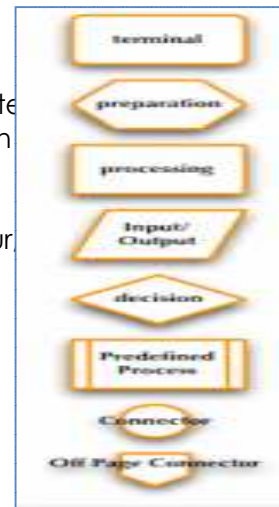 terminal
preparation
processing
Input/
Output
decision
Predefined
Process
Connector
Off Page Connector